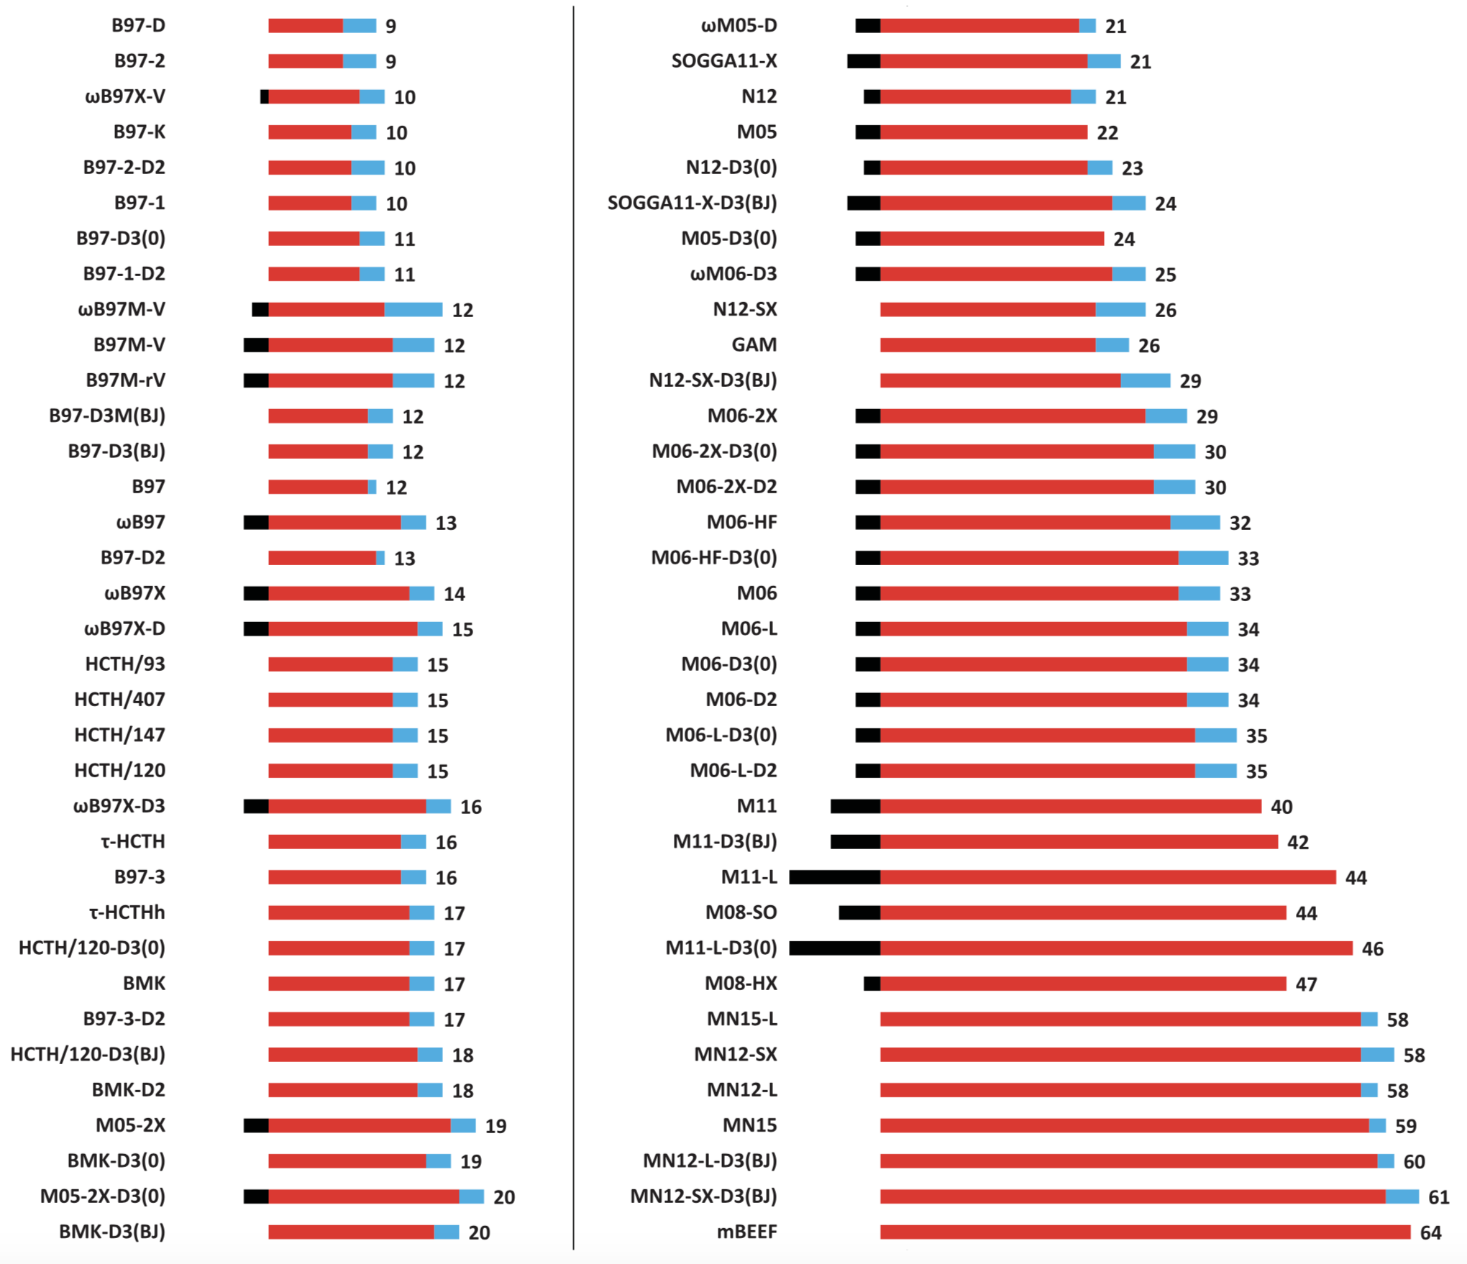 B97-D 9
B97-2 9
ωB97X-V 10
B97-K 10
B97-2-D2 10
B97-1 10
B97-D3(0) 11
B97-1-D2 11
ωB97M-V 12
B97M-V 12
B97M-rV 12
B97-D3M(BJ) 12
B97-D3(BJ) 12
B97 12
ωB97 13
B97-D2 13
ωB97X 14
ωB97X-D 15
HCTH/93 15
HCTH/407 15
HCTH/147 15
HCTH/120 15
ωB97X-D3 16
τ-HCTH 16
B97-3 16
τ-HCTHh 17
HCTH/120-D3(0) 17
BMK 17
B97-3-D2 17
HCTH/120-D3(BJ) 18
BMK-D2 18
M05-2X 19
BMK-D3(0) 19
M05-2X-D3(0) 20
BMK-D3(BJ) 20
ωM05-D 21
SOGGA11-X 21
N12 21
M05 22
N12-D3(0) 23
SOGGA11-X-D3(BJ) 24
M05-D3(0) 24
ωM06-D3 25
N12-SX 26
GAM 26
N12-SX-D3(BJ) 29
M06-2X 29
M06-2X-D3(0) 30
M06-2X-D2 30
M06-HF 32
M06-HF-D3(0) 33
M06 33
M06-L 34
M06-D3(0) 34
M06-D2 34
M06-L-D3(0) 35
M06-L-D2 35
M11 40
M11-D3(BJ) 42
M11-L 44
M08-SO 44
M11-L-D3(0) 46
M08-HX 47
MN15-L 58
MN12-SX 58
MN12-L 58
MN15 59
MN12-L-D3(BJ) 60
MN12-SX-D3(BJ) 61
mBEEF 64